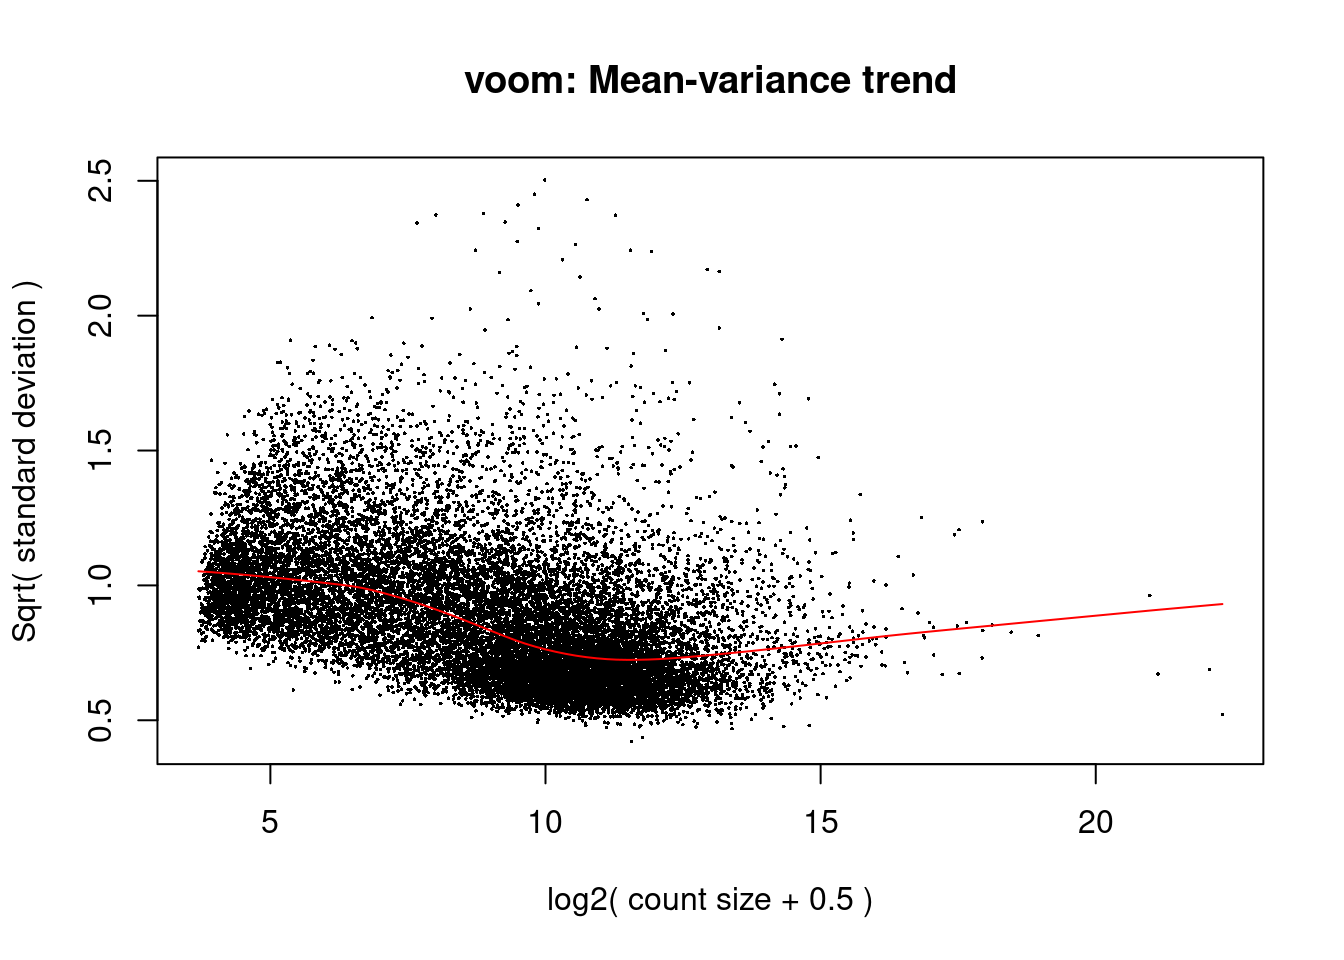 voom: Mean-variance trend
Sqrt( standard deviation )
2.5
2.0
1.5
1.0
0.5
5 10 15 20
log2( count size + 0.5 )